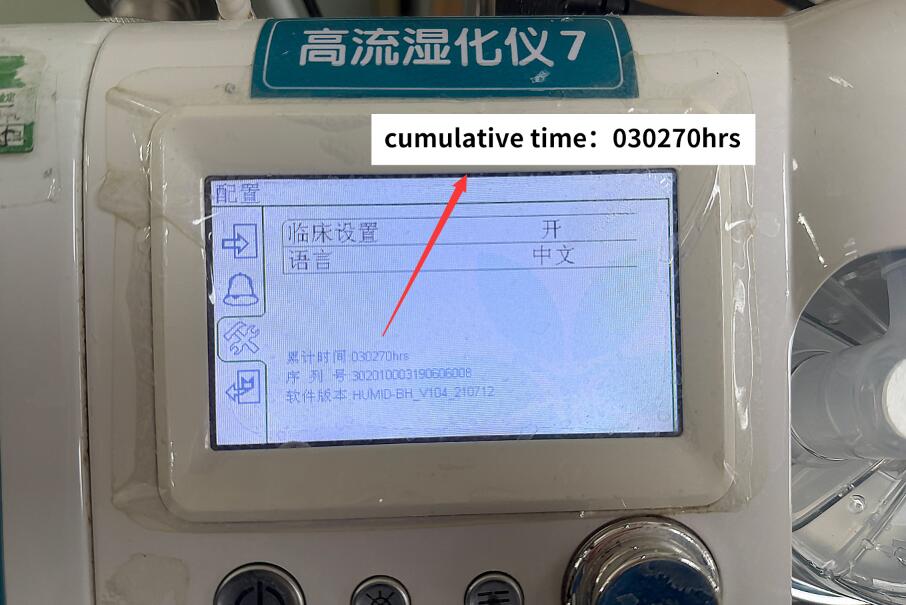 高流湿化仪7
cumulative time：030270hrs
配置
临床设置 开
语言 中文
累计时间:030270hrs
序列号:302010003190606008
软件版本:HUMID-BH_V104_210712